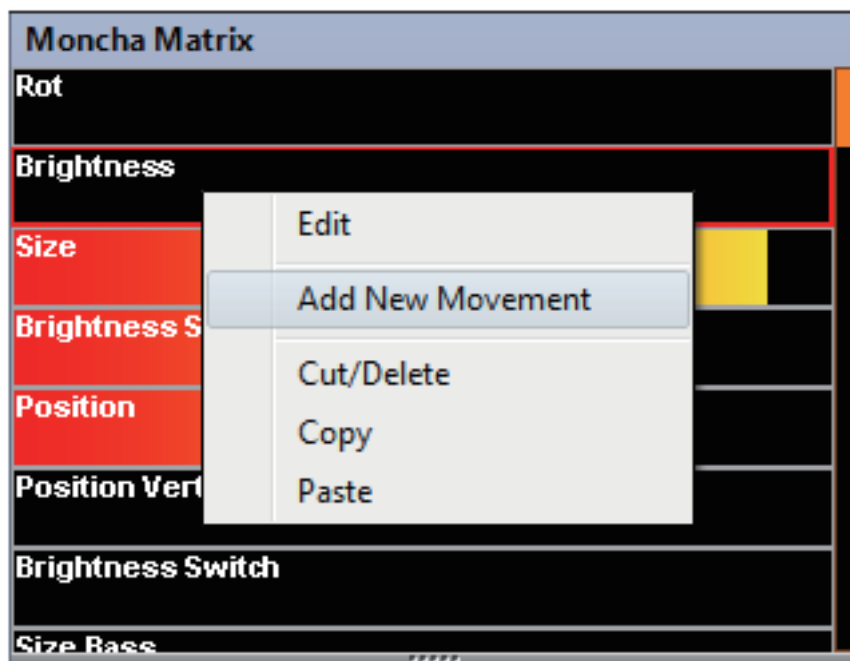 Moncha Matrix
Rot
Brightness
Edit
Size
Add New Movement
Brightness S
Cut/Delete
Position
Copy
Position Vert
Paste
Brightness Switch
Size Bass